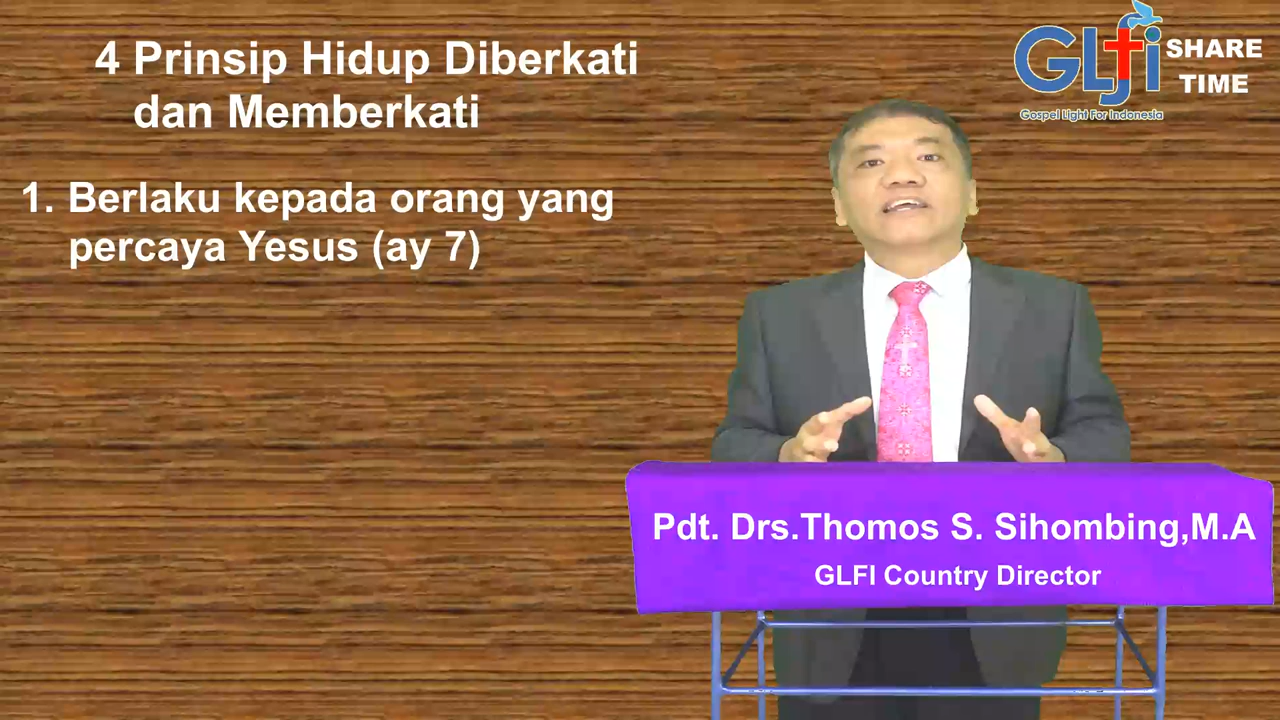 4 Prinsip Hidup Diberkati
dan Memberkati
1. Berlaku kepada orang yang
percaya Yesus (ay 7)
GLfi SHARE
TIME
Gospel Light For Indonesia
Pdt. Drs.Thomos S. Sihombing,M.A
GLFI Country Director